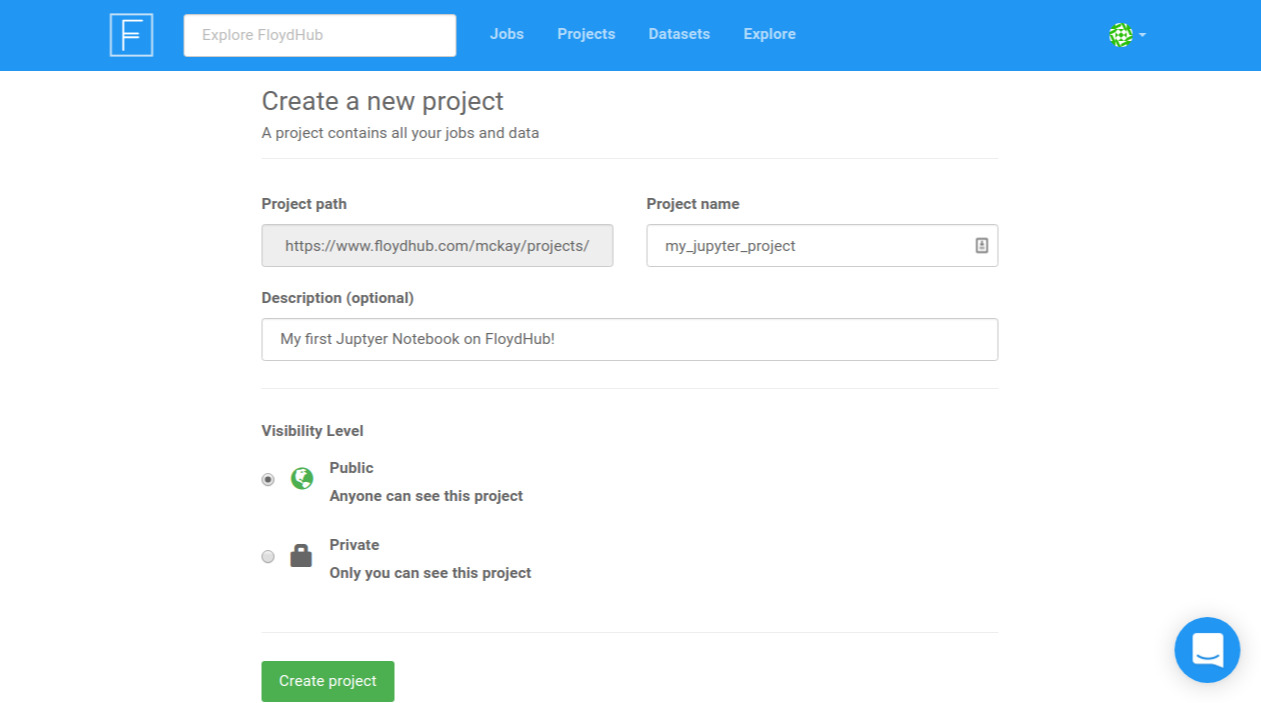 F
Explore FloydHub
Jobs Projects Datasets Explore
Create a new project
A project contains all your jobs and data
Project path Project name
https://www.floydhub.com/mckay/projects/ my_jupyter_project
Description (optional)
My first Juptyer Notebook on FloydHub!
Visibility Level
Public
Anyone can see this project
Private
Only you can see this project
Create project